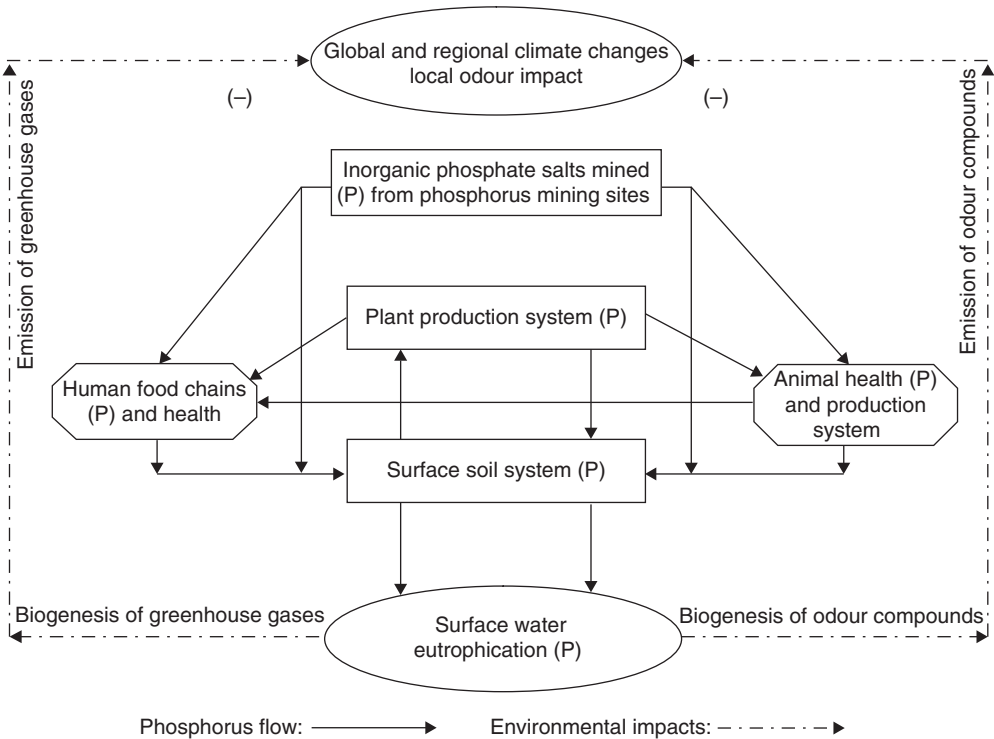 Global and regional climate changes
local odour impact
(–)
(–)
Emission of greenhouse gases
Emission of odour compounds
Inorganic phosphate salts mined
(P) from phosphorus mining sites
Plant production system (P)
Human food chains
(P) and health
Animal health (P)
and production
system
Surface soil system (P)
Biogenesis of greenhouse gases
Biogenesis of odour compounds
Surface water
eutrophication (P)
Phosphorus flow:
Environmental impacts: